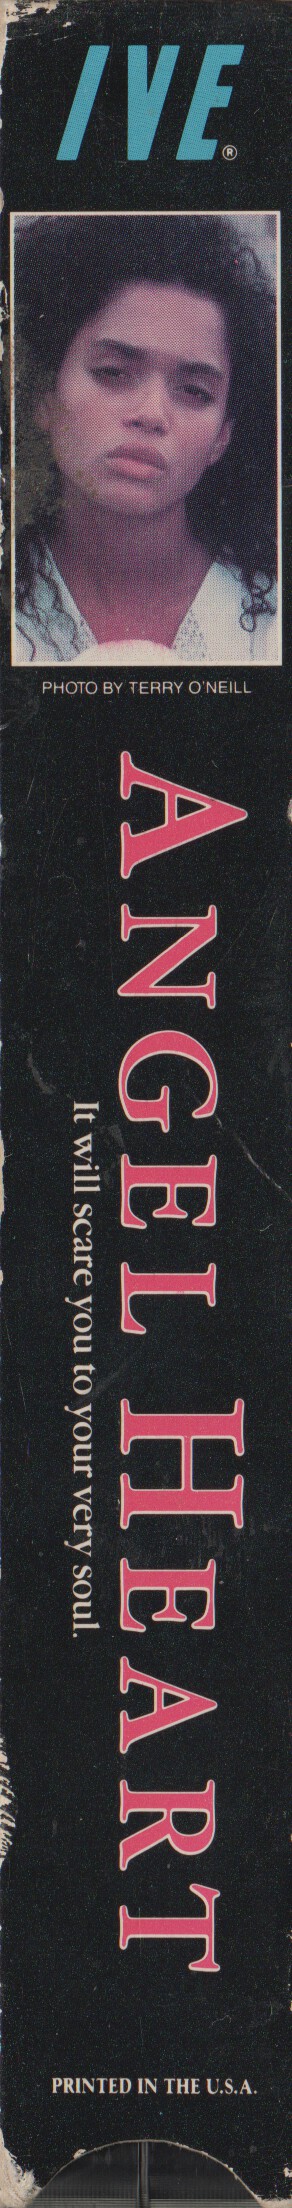 IVE®
PHOTO BY TERRY O'NEILL
ANGEL HEART
It will scare you to your very soul.
PRINTED IN THE U.S.A.